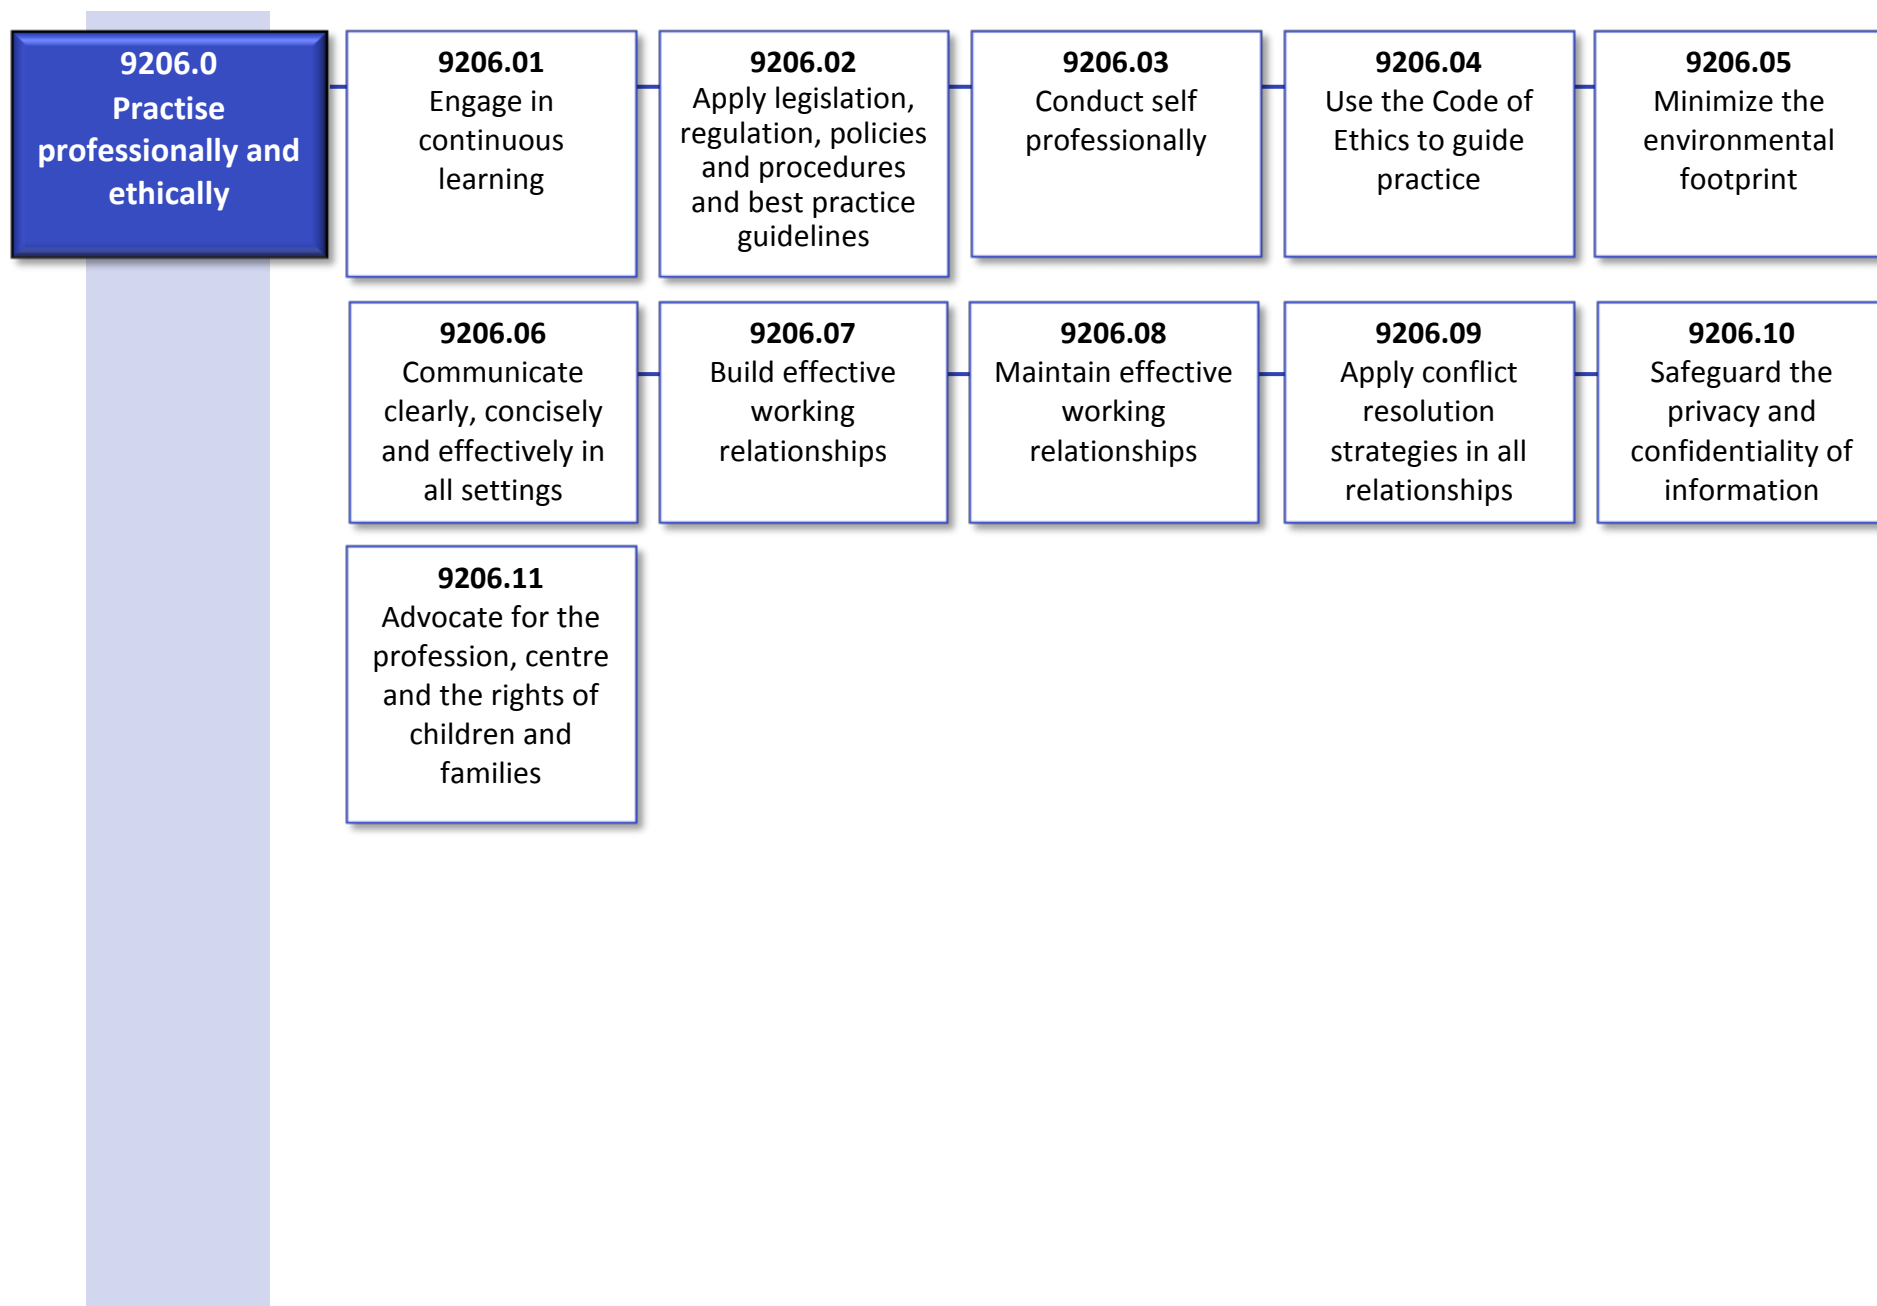 9206.0
Practise
professionally and
ethically
9206.01
Engage in
continuous
learning
9206.02
Apply legislation,
regulation, policies
and procedures
and best practice
guidelines
9206.03
Conduct self
professionally
9206.04
Use the Code of
Ethics to guide
practice
9206.05
Minimize the
environmental
footprint
9206.06
Communicate
clearly, concisely
and effectively in
all settings
9206.07
Build effective
working
relationships
9206.08
Maintain effective
working
relationships
9206.09
Apply conflict
resolution
strategies in all
relationships
9206.10
Safeguard the
privacy and
confidentiality of
information
9206.11
Advocate for the
profession, centre
and the rights of
children and
families